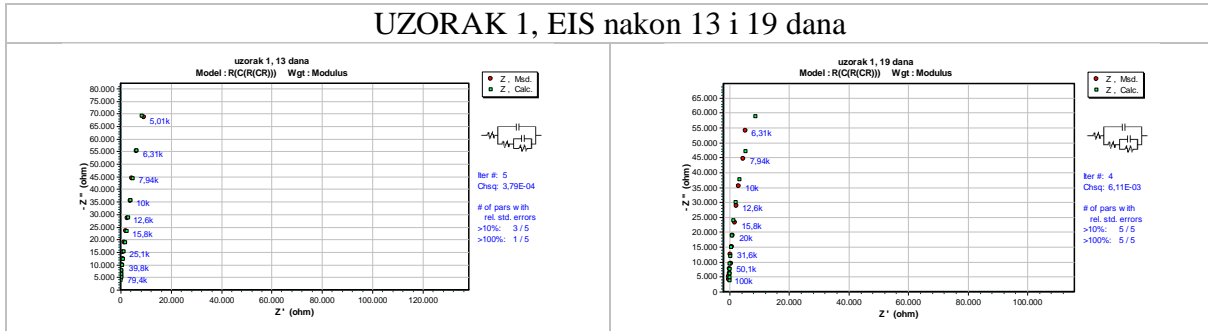 UZORAK 1, EIS nakon 13 i 19 dana
uzorak 1, 13 dana
Model : R(C(R(CR))) Wgt : Modulus
80.000
75.000
70.000
65.000
60.000
55.000
50.000
45.000
40.000
35.000
30.000
25.000
20.000
15.000
10.000
5.000
0
- Z '' (ohm)
5,01k
6,31k
7,94k
10k
12,6k
15,8k
25,1k
39,8k
79,4k
0
20.000
40.000
60.000
80.000
100.000
120.000
Z ' (ohm)
Z , Msd.
Z , Calc.
Iter #: 5
Chsq: 3,79E-04
# of pars with
rel. std. errors
>10%: 3 / 5
>100%: 1 / 5
uzorak 1, 19 dana
Model : R(C(R(CR))) Wgt : Modulus
65.000
60.000
55.000
50.000
45.000
40.000
35.000
30.000
25.000
20.000
15.000
10.000
5.000
0
- Z '' (ohm)
6,31k
7,94k
10k
12,6k
15,8k
20k
31,6k
50,1k
100k
0
20.000
40.000
60.000
80.000
100.000
Z ' (ohm)
Z , Msd.
Z , Calc.
Iter #: 4
Chsq: 6,11E-03
# of pars with
rel. std. errors
>10%: 5 / 5
>100%: 5 / 5